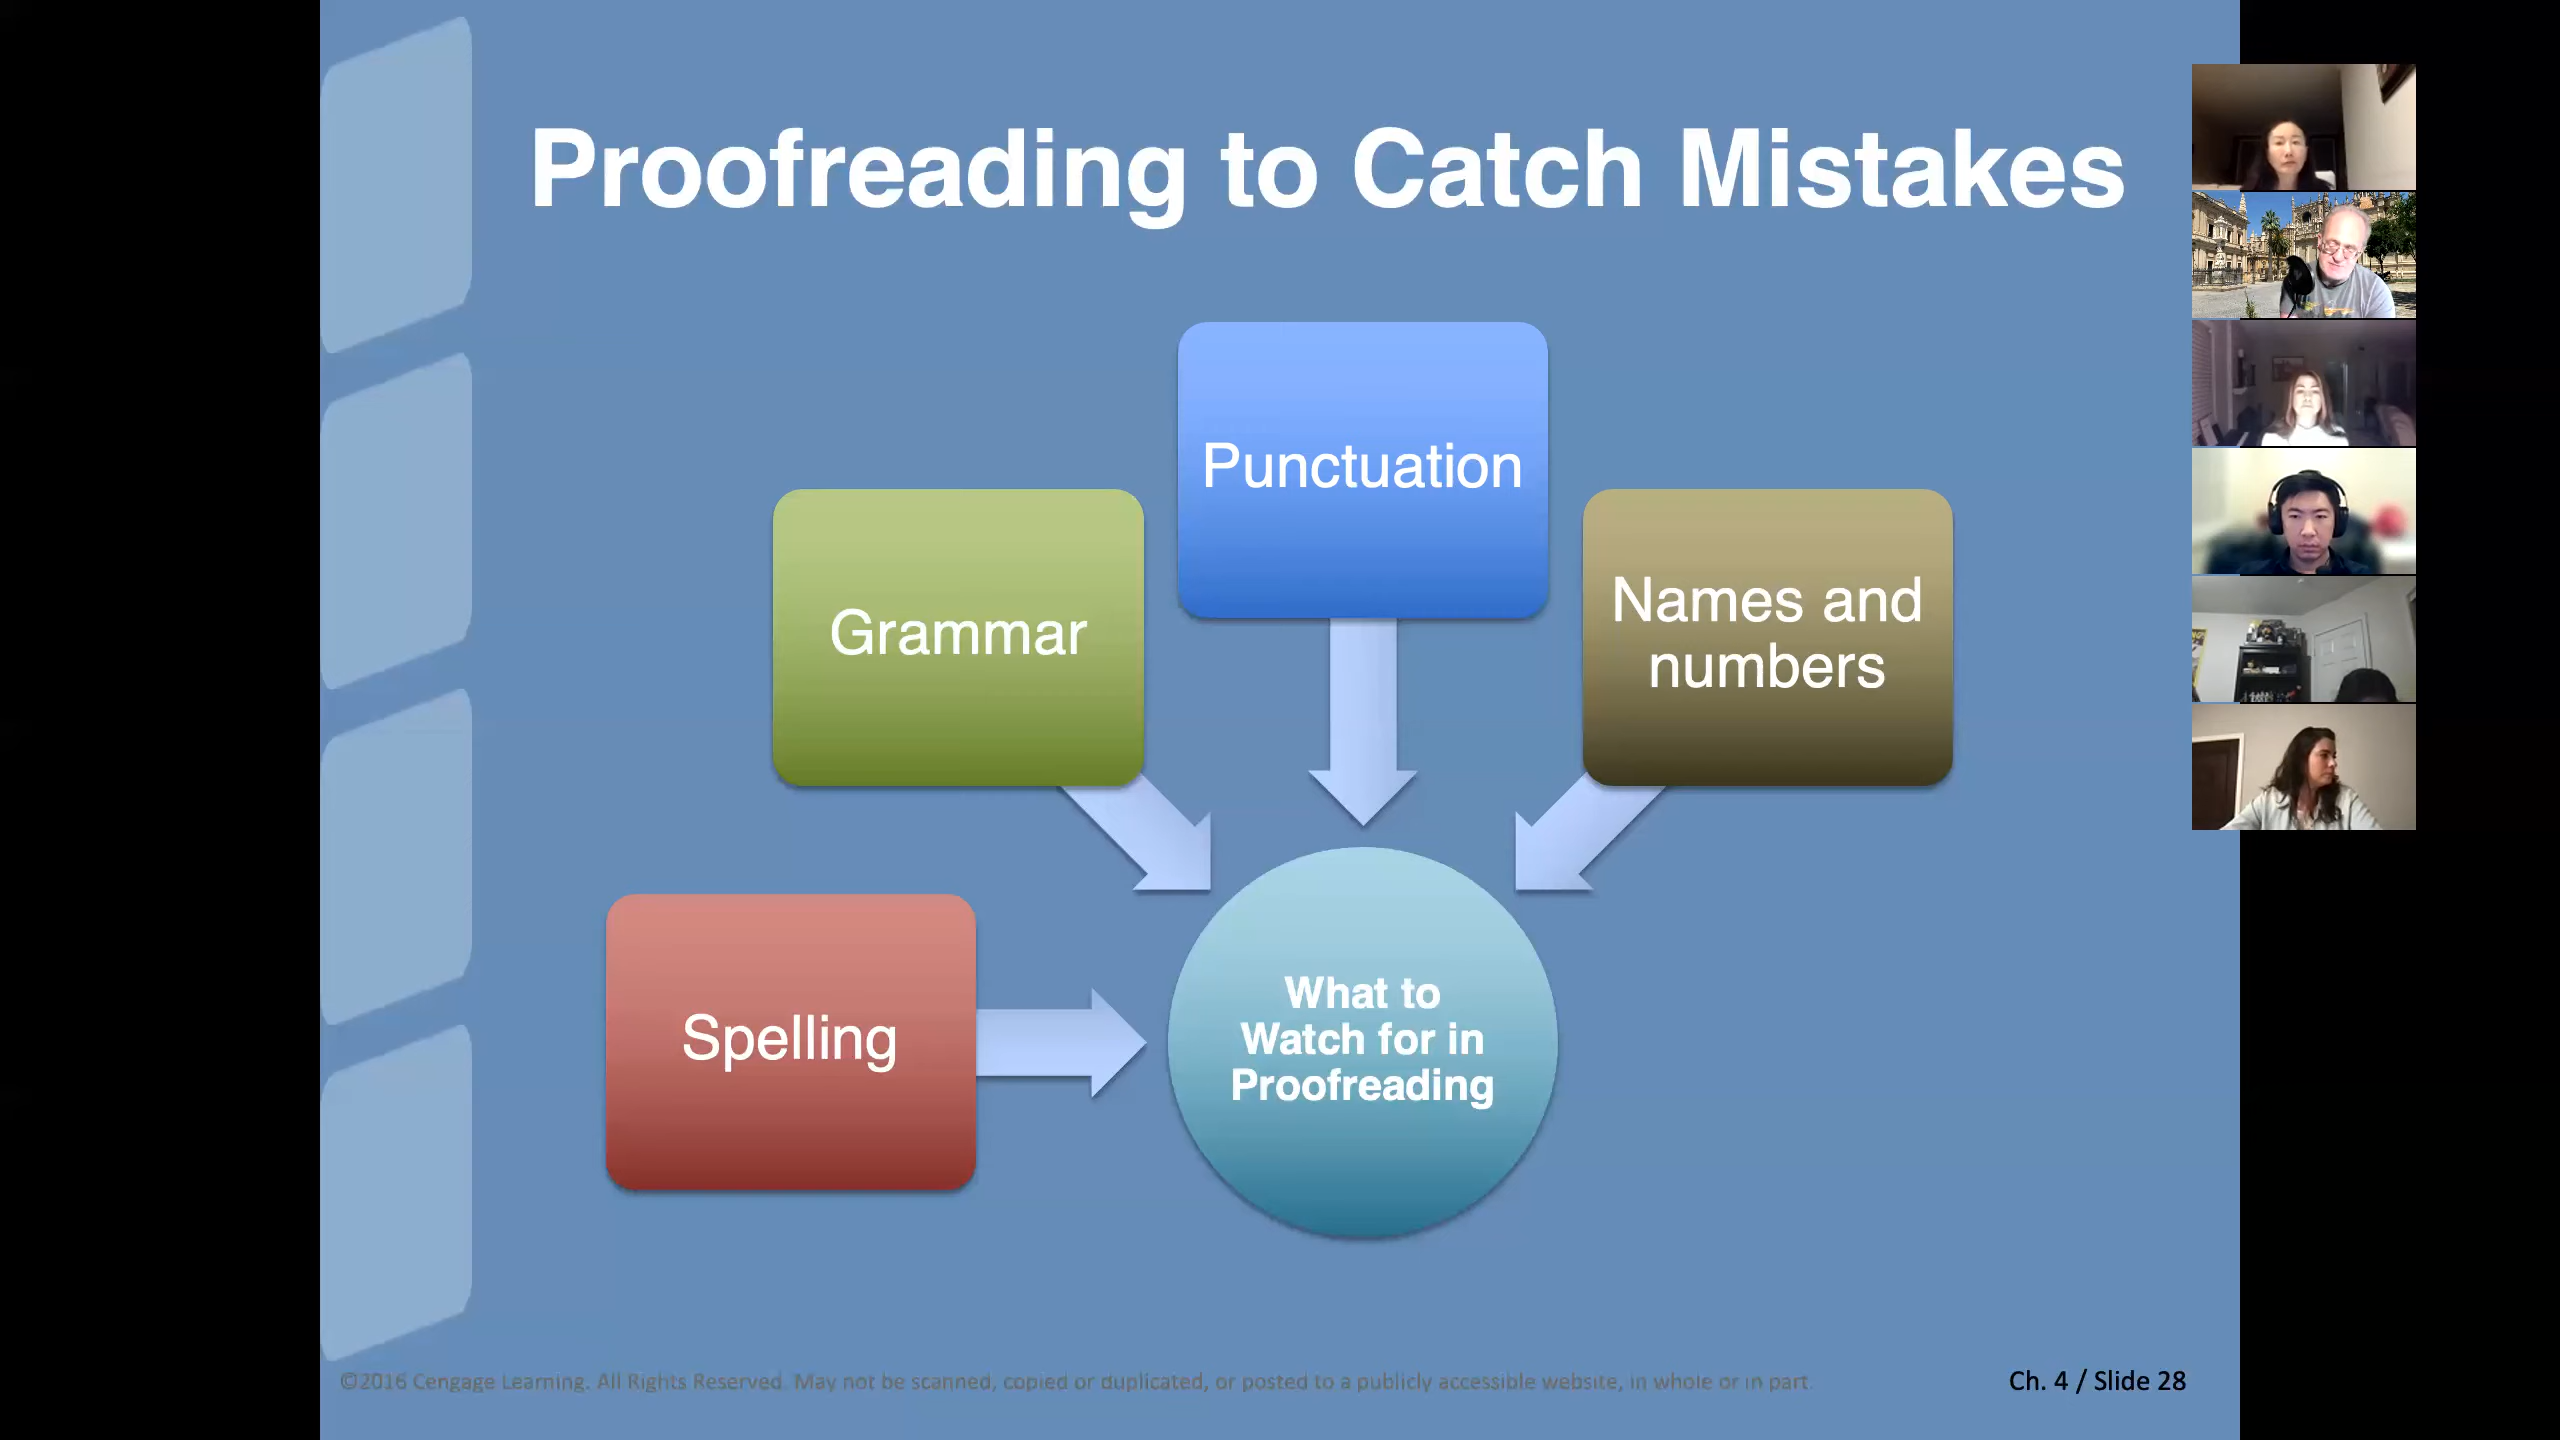 Proofreading to Catch Mistakes
Punctuation
Grammar
Names and
numbers
Spelling
What to
Watch for in
Proofreading
©2016 Cengage Learning. All Rights Reserved. May not be scanned, copied or duplicated, or posted to a publicly accessible website, in whole or in part.
Ch. 4 / Slide 28